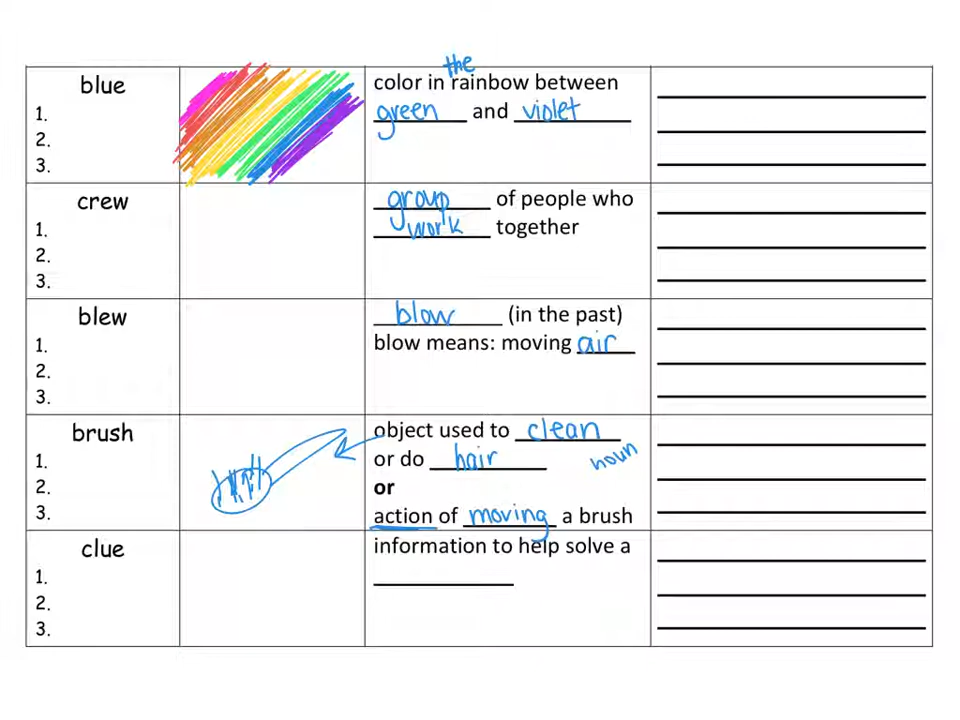 blue
1.
2.
3.
the
color in rainbow between
green and violet
crew
1.
2.
3.
group of people who
work together
blew
1.
2.
3.
blow (in the past)
blow means: moving air
brush
1.
2.
3.
object used to clean
or do hair noun
or
action of moving a brush
clue
1.
2.
3.
information to help solve a